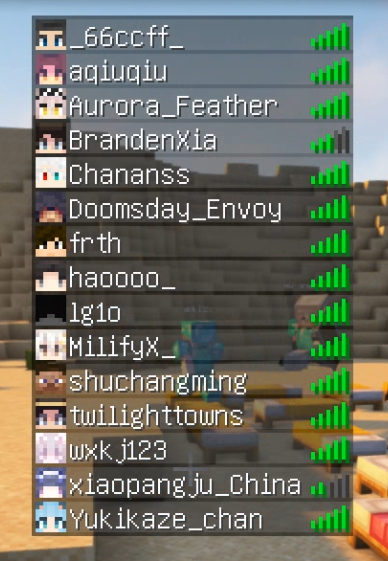 _66ccff_
aqiuqiu
Aurora_Feather
BrandenXia
Chananss
Doomsday_Envoy
frth
haoooo_
lg1o
MilifyX_
shuchangming
twilighttowns
wxkj123
xiaopangju_China
Yukikaze_chan